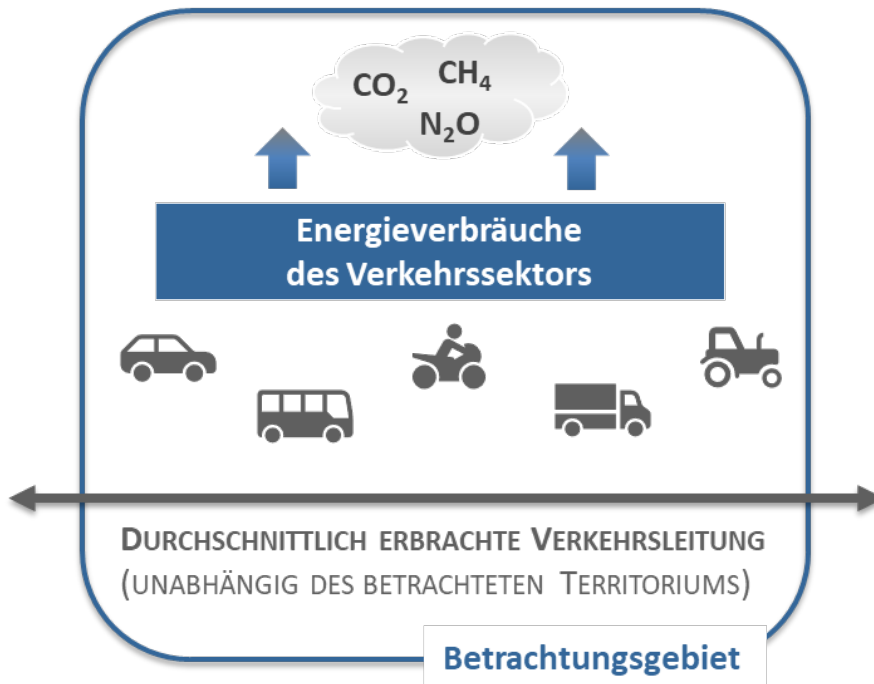 CO₂ CH₄
N₂O
Energieverbräuche
des Verkehrssektors
DURCHSCHNITTLICH ERBRACHTE VERKEHRSLEITUNG
(UNABHÄNGIG DES BETRACHTETEN TERRITORIUMS)
Betrachtungsgebiet